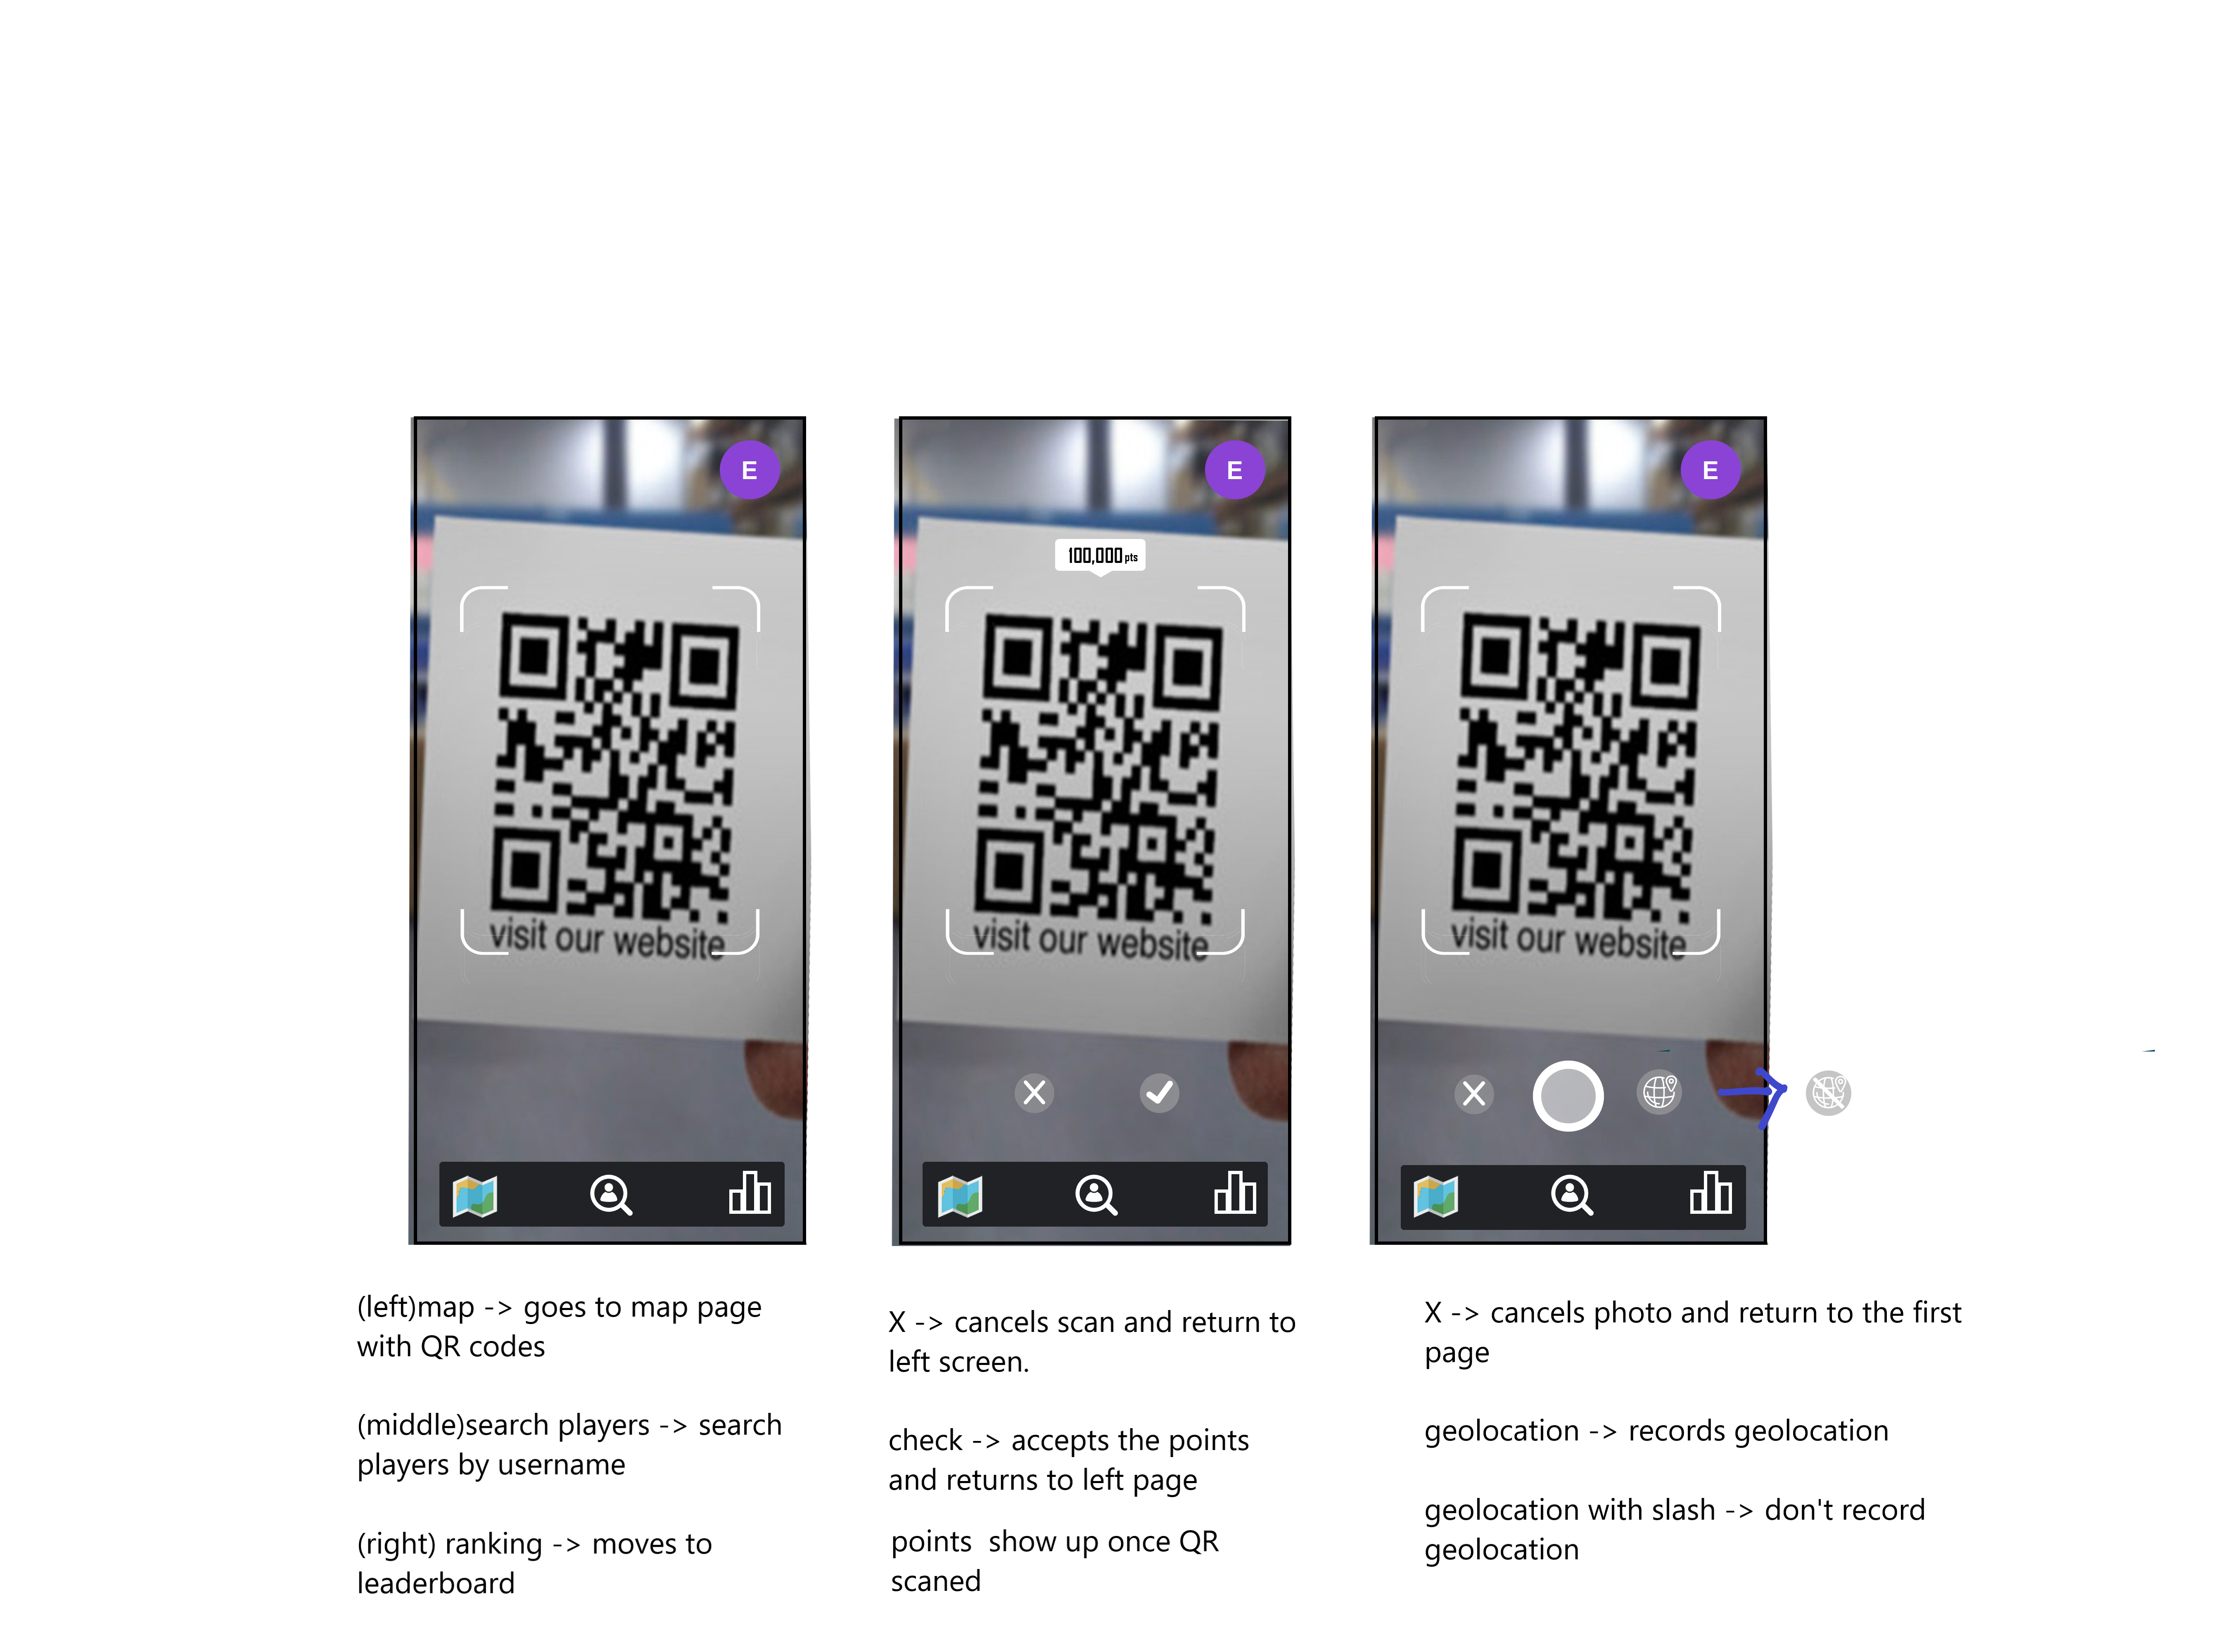 E
visit our website
E
100,000 pts
visit our website
E
visit our website
(left)map -> goes to map page
with QR codes
(middle)search players -> search
players by username
(right) ranking -> moves to
leaderboard
X -> cancels scan and return to
left screen.
check -> accepts the points
and returns to left page
points  show up once QR
scaned
X -> cancels photo and return to the first
page
geolocation -> records geolocation
geolocation with slash -> don't record
geolocation